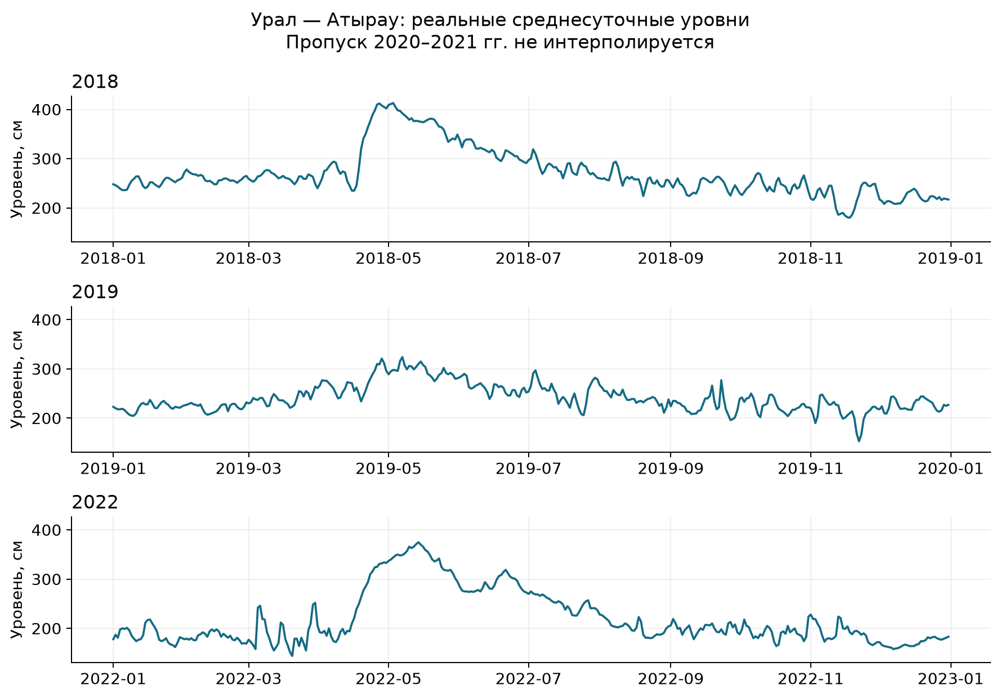 Урал — Атырау: реальные среднесуточные уровни
Пропуск 2020–2021 гг. не интерполируется
2018
Уровень, см
400
300
200
2018-01 2018-03 2018-05 2018-07 2018-09 2018-11 2019-01
2019
Уровень, см
400
300
200
2019-01 2019-03 2019-05 2019-07 2019-09 2019-11 2020-01
2022
Уровень, см
400
300
200
2022-01 2022-03 2022-05 2022-07 2022-09 2022-11 2023-01